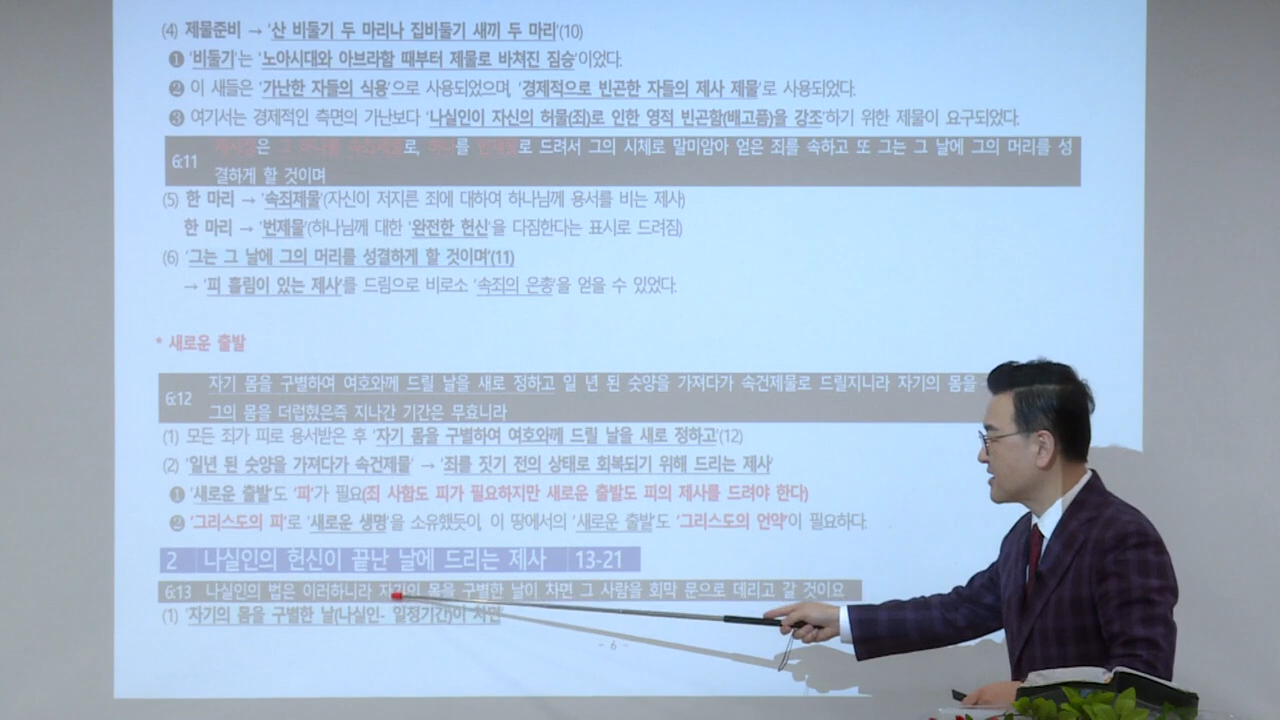 (4) 제물준비 → '산 비둘기 두 마리나 집비둘기 새끼 두 마리'(10)
❶ '비둘기'는 '노아시대와 아브라함 때부터 제물로 바쳐진 짐승'이었다.
❷ 이 새들은 '가난한 자들의 식용'으로 사용되었으며, '경제적으로 빈곤한 자들의 제사 제물'로 사용되었다.
❸ 여기서는 경제적인 측면의 가난보다 '나실인이 자신의 허물(죄)로 인한 영적 빈곤함(배고픔)을 강조'하기 위한 제물이 요구되었다.
6:11 제사장은 그 하나를 속죄제물로, 하나를 번제물로 드려서 그의 시체로 말미암아 얻은 죄를 속하고 또 그는 그 날에 그의 머리를 성
결하게 할 것이며
(5) 한 마리 → '속죄제물'(자신이 저지른 죄에 대하여 하나님께 용서를 비는 제사)
한 마리 → '번제물'(하나님께 대한 '완전한 헌신'을 다짐한다는 표시로 드려짐)
(6) '그는 그 날에 그의 머리를 성결하게 할 것이며'(11)
→ '피 흘림이 있는 제사'를 드림으로 비로소 '속죄의 은총'을 얻을 수 있었다.
* 새로운 출발
6:12 자기 몸을 구별하여 여호와께 드릴 날을 새로 정하고 일 년 된 숫양을 가져다가 속건제물로 드릴지니라 자기의 몸을
그의 몸을 더럽혔은즉 지나간 기간은 무효니라
(1) 모든 죄가 피로 용서받은 후 '자기 몸을 구별하여 여호와께 드릴 날을 새로 정하고'(12)
(2) '일년 된 숫양을 가져다가 속건제물' → '죄를 짓기 전의 상태로 회복되기 위해 드리는 제사'
❶ '새로운 출발'도 '피'가 필요(죄 사함도 피가 필요하지만 새로운 출발도 피의 제사를 드려야 한다)
❷ '그리스도의 피'로 '새로운 생명'을 소유했듯이, 이 땅에서의 '새로운 출발'도 '그리스도의 언약'이 필요하다.
2 나실인의 헌신이 끝난 날에 드리는 제사 13-21
6:13 나실인의 법은 이러하니라 자기의 몸을 구별한 날이 차면 그 사람을 회막 문으로 데리고 갈 것이요
(1) '자기의 몸을 구별한 날(나실인- 일정기간)이 차면
- 6 -